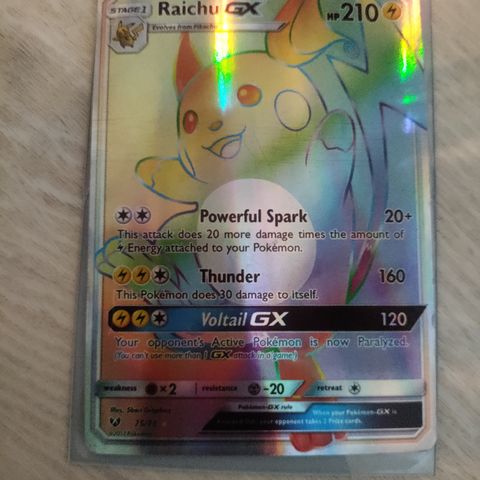 STAGE 1
Raichu GX
HP 210
Evolves from Pikachu
Powerful Spark 20+
This attack does 20 more damage times the amount of
Energy attached to your Pokémon.
Thunder 160
This Pokémon does 30 damage to itself.
Voltail GX 120
Your opponent's Active Pokémon is now Paralyzed.
(You can't use more than 1 GX attack in a game.)
weakness ×2 resistance -20 retreat
Pokémon-GX rule
When your Pokémon-GX is
your opponent takes 2 Prize cards.
Illus.